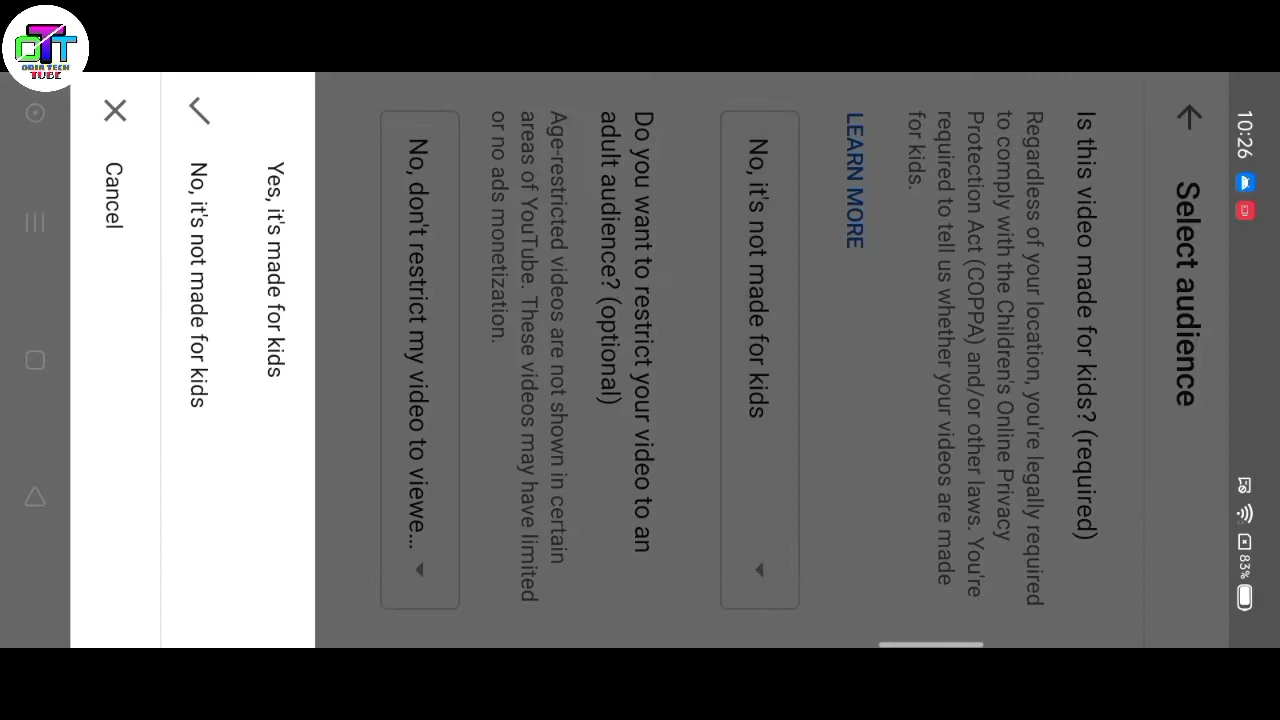 OTT
ODIA TECH
TUBE
10:26
83%
Select audience
Is this video made for kids? (required)
Regardless of your location, you're legally required
to comply with the Children's Online Privacy
Protection Act (COPPA) and/or other laws. You're
required to tell us whether your videos are made
for kids.
LEARN MORE
No, it's not made for kids
Do you want to restrict your video to an
adult audience? (optional)
Age-restricted videos are not shown in certain
areas of YouTube. These videos may have limited
or no ads monetization.
No, don't restrict my video to viewe...
Yes, it's made for kids
No, it's not made for kids
Cancel